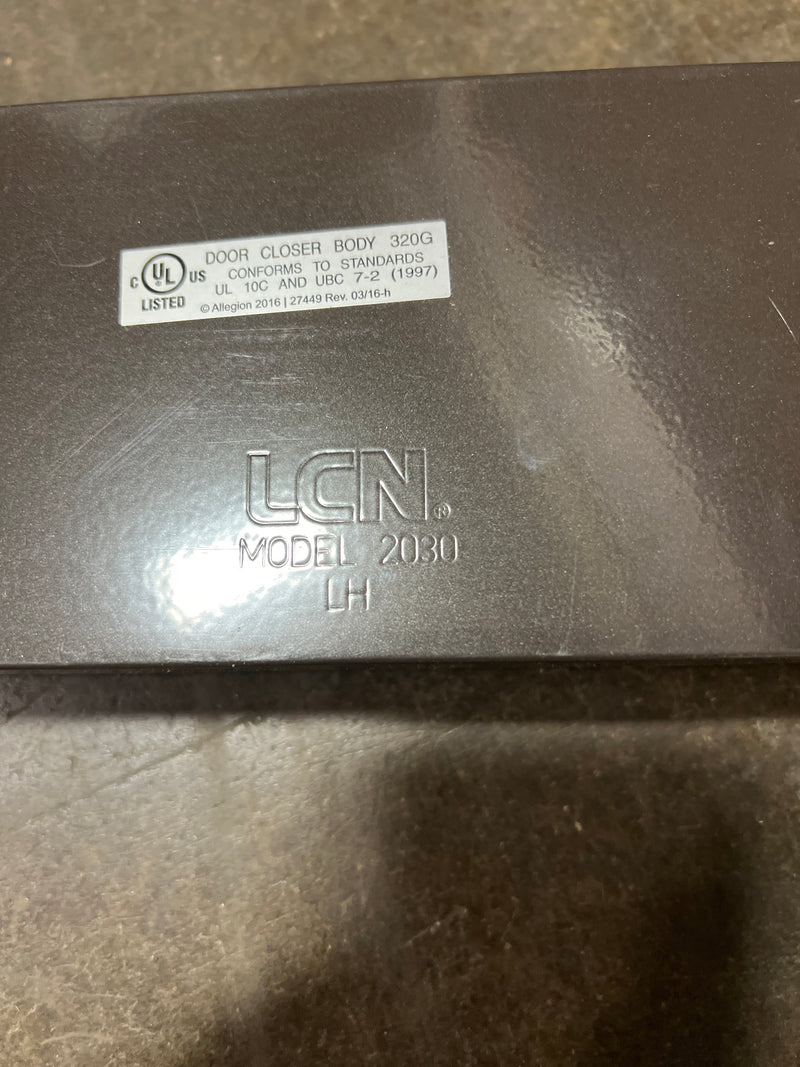 DOOR CLOSER BODY 320G
CONFORMS TO STANDARDS
UL 10C AND UBC 7-2 (1997)
© Allegion 2016 | 27449 Rev. 03/16-h
C UL® US
LISTED
LCN®
MODEL 2030
LH